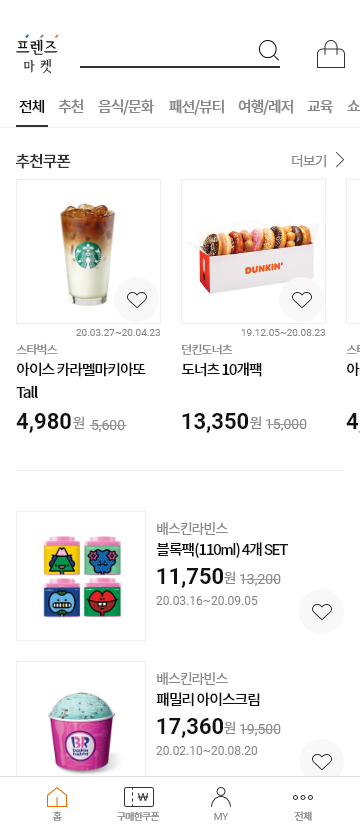 프렌즈
마켓
전체 추천 음식/문화 패션/뷰티 여행/레저 교육 쇼
추천쿠폰
더보기
DUNKIN'
20.03.27~20.04.23
19.12.05~20.08.23
스타벅스
던킨도너츠
스타
아이스 카라멜마키아또
Tall
도너츠 10개팩
아
4,980원 5,600
13,350원 15,000
4,
배스킨라빈스
블록팩(110ml) 4개 SET
11,750원 13,200
20.03.16~20.09.05
배스킨라빈스
패밀리 아이스크림
17,360원 19,500
20.02.10~20.08.20
BR
baskin robbins
홈
₩
구매한쿠폰
MY
전체